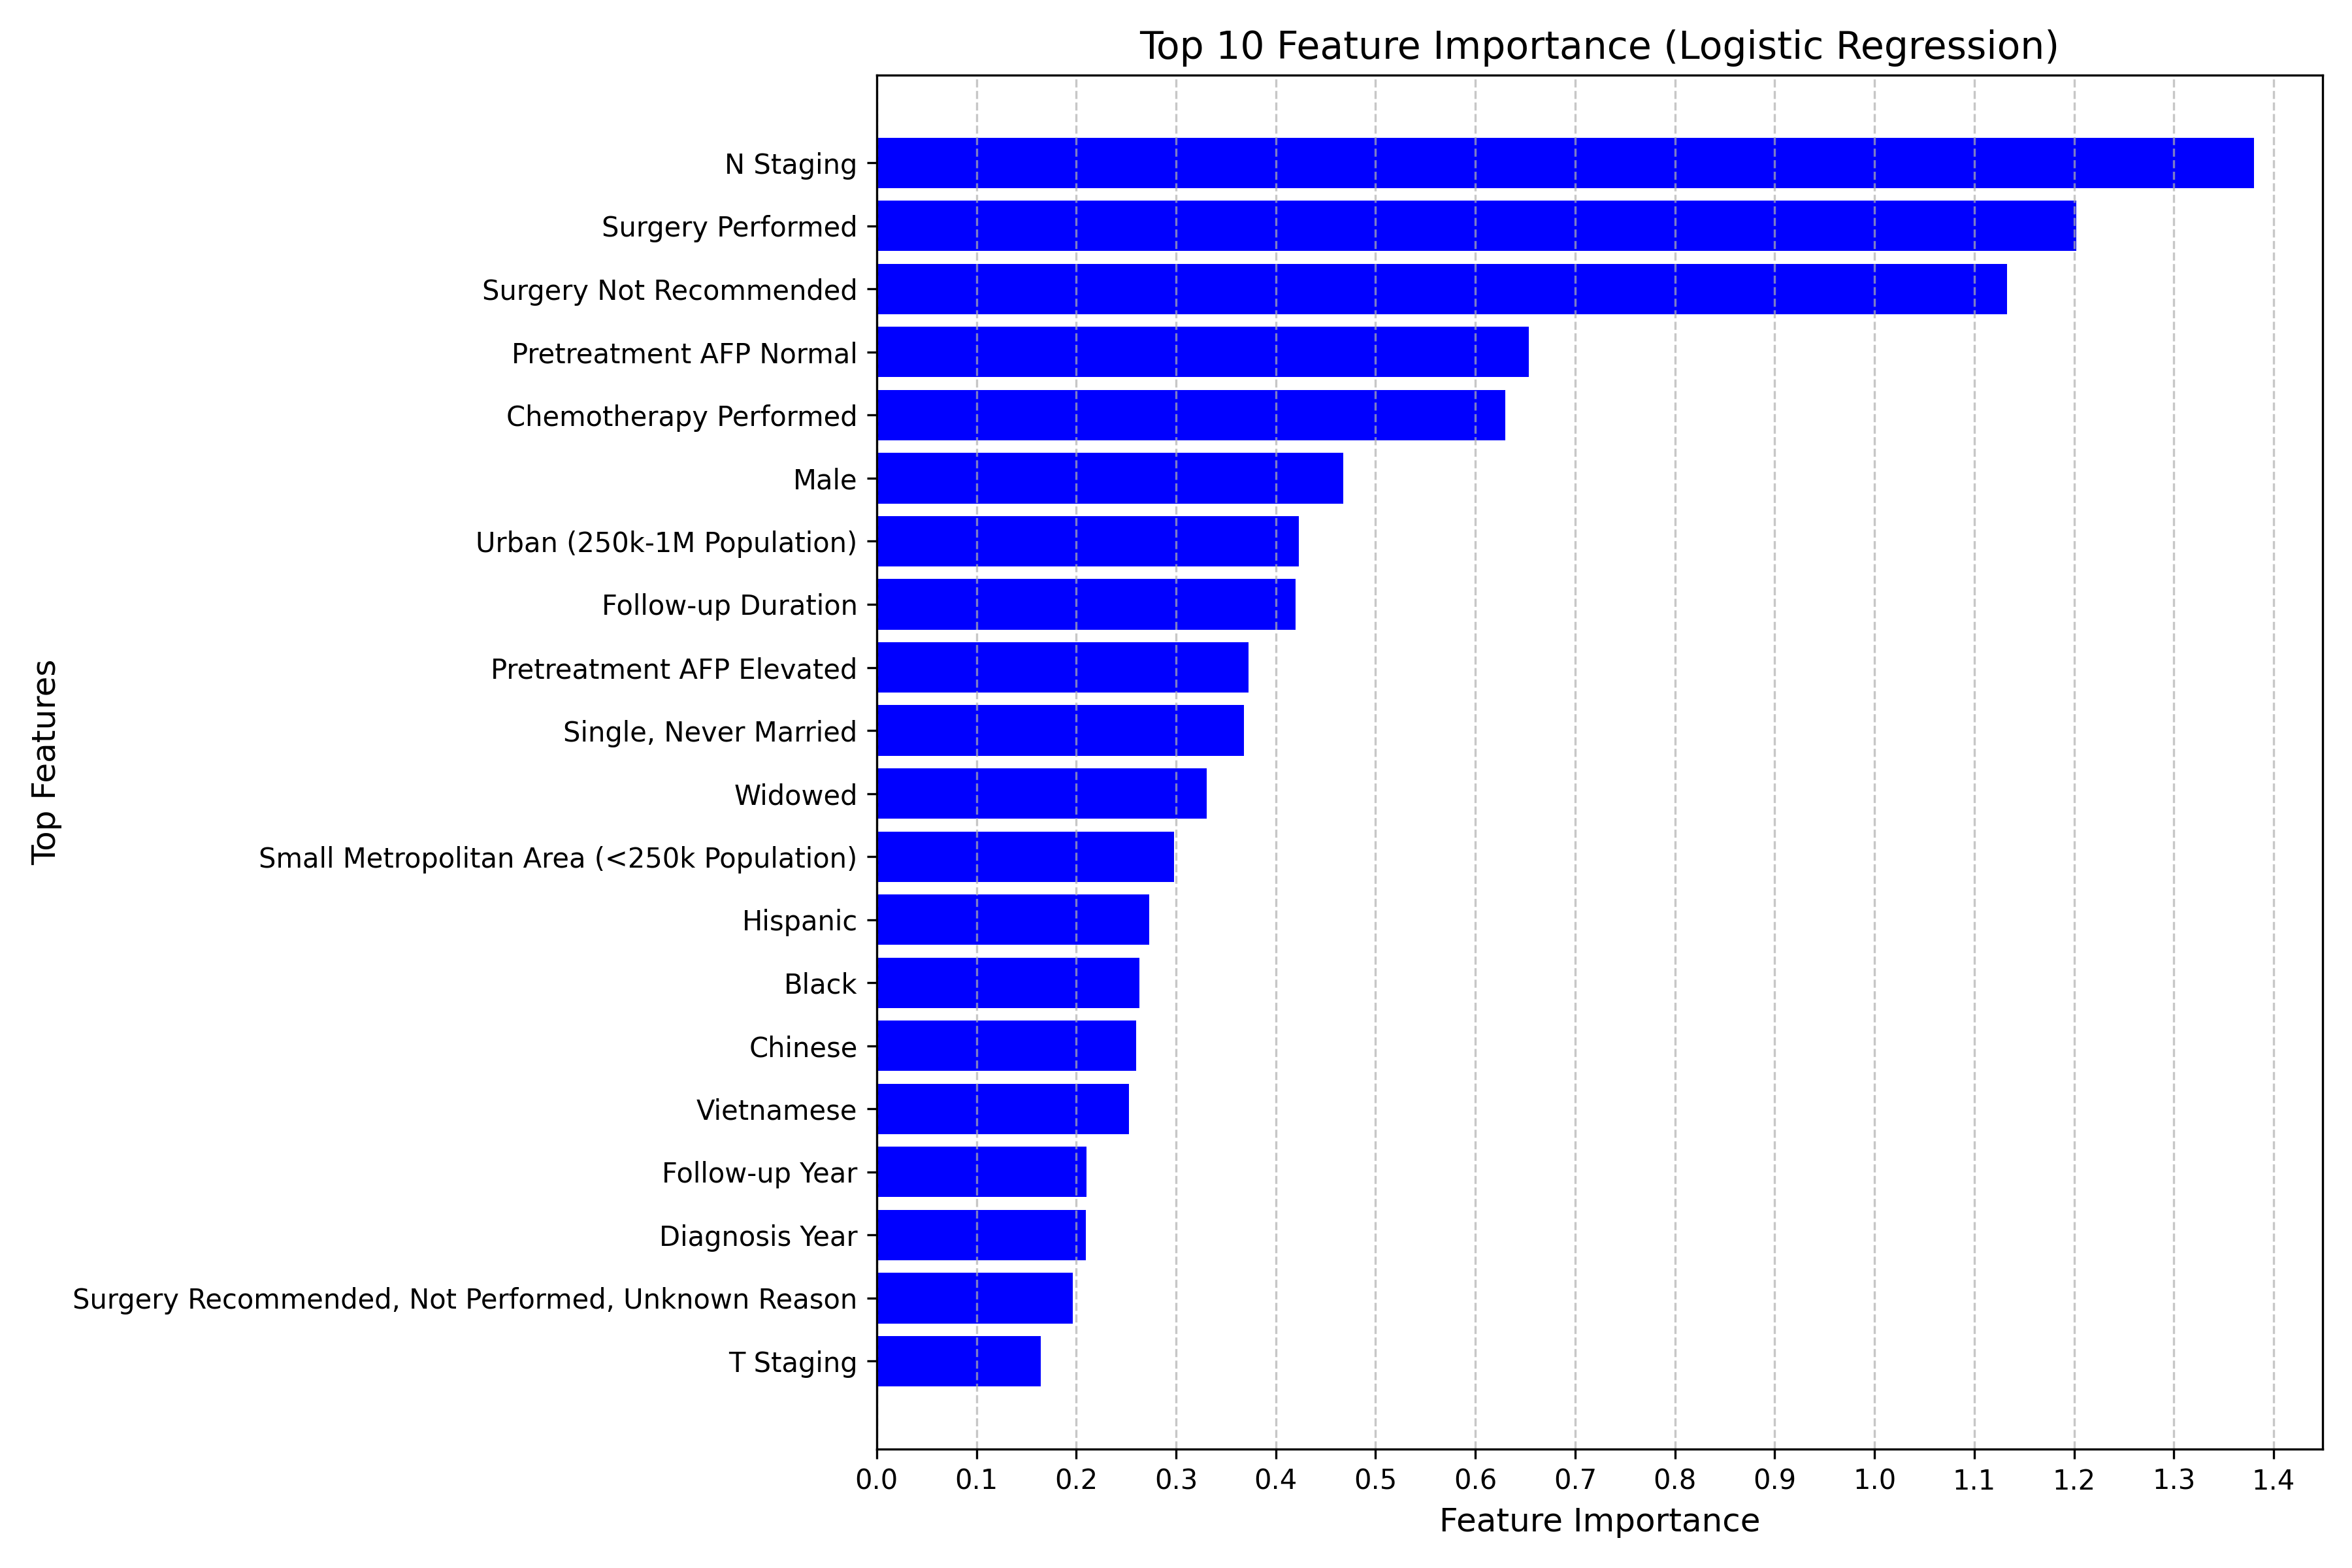 Top 10 Feature Importance (Logistic Regression)
Top Features
N Staging
Surgery Performed
Surgery Not Recommended
Pretreatment AFP Normal
Chemotherapy Performed
Male
Urban (250k-1M Population)
Follow-up Duration
Pretreatment AFP Elevated
Single, Never Married
Widowed
Small Metropolitan Area (<250k Population)
Hispanic
Black
Chinese
Vietnamese
Follow-up Year
Diagnosis Year
Surgery Recommended, Not Performed, Unknown Reason
T Staging
0.0 0.1 0.2 0.3 0.4 0.5 0.6 0.7 0.8 0.9 1.0 1.1 1.2 1.3 1.4
Feature Importance